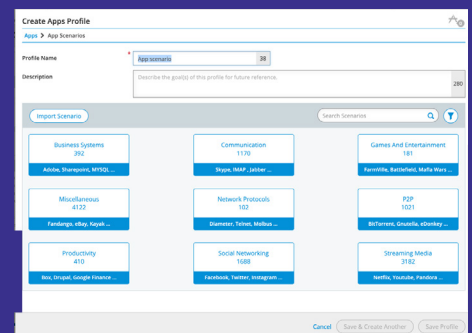 Create Apps Profile
Apps > App Scenarios
Profile Name * App scenario 38
Description Describe the goal(s) of this profile for future reference. 280
Import Scenario Search Scenarios
Business Systems Communication Games And Entertainment
392 1170 181
Adobe, Sharepoint, MYSQL ... Skype, IMAP , Jabber ... FarmVille, Battlefield, Mafia Wars ...
Miscellaneous Network Protocols P2P
4122 102 1021
Fandango, eBay, Kayak ... Diameter, Telnet, Modbus ... BitTorrent, Gnutella, eDonkey ...
Productivity Social Networking Streaming Media
410 1688 3182
Box, Drupal, Google Finance ... Facebook, Twitter, Instagram ... Netflix, Youtube, Pandora ...
Cancel Save & Create Another Save Profile